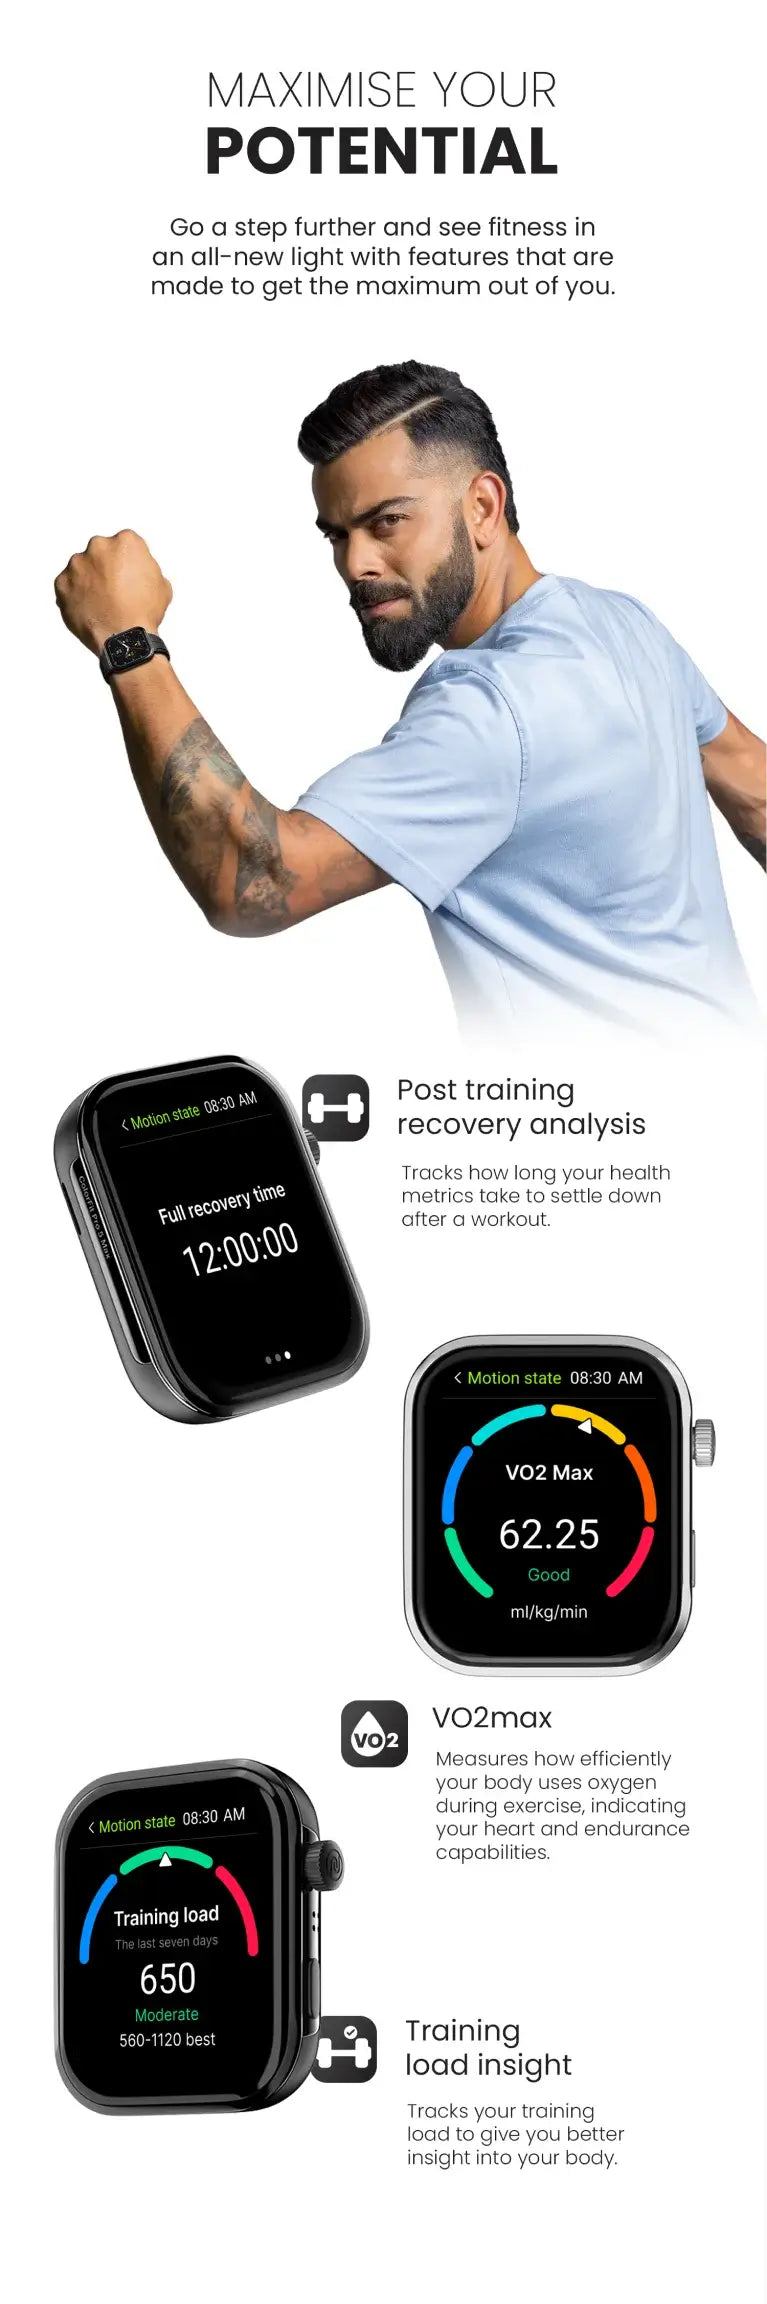 MAXIMISE YOUR
POTENTIAL
Go a step further and see fitness in
an all-new light with features that are
made to get the maximum out of you.
< Motion state 08:30 AM
Full recovery time
12:00:00
ColorFit Pro 5 Max
Post training
recovery analysis
Tracks how long your health
metrics take to settle down
after a workout.
< Motion state 08:30 AM
VO2 Max
62.25
Good
ml/kg/min
VO2
VO2max
Measures how efficiently
your body uses oxygen
during exercise, indicating
your heart and endurance
capabilities.
< Motion state 08:30 AM
Training load
The last seven days
650
Moderate
560-1120 best
Training
load insight
Tracks your training
load to give you better
insight into your body.